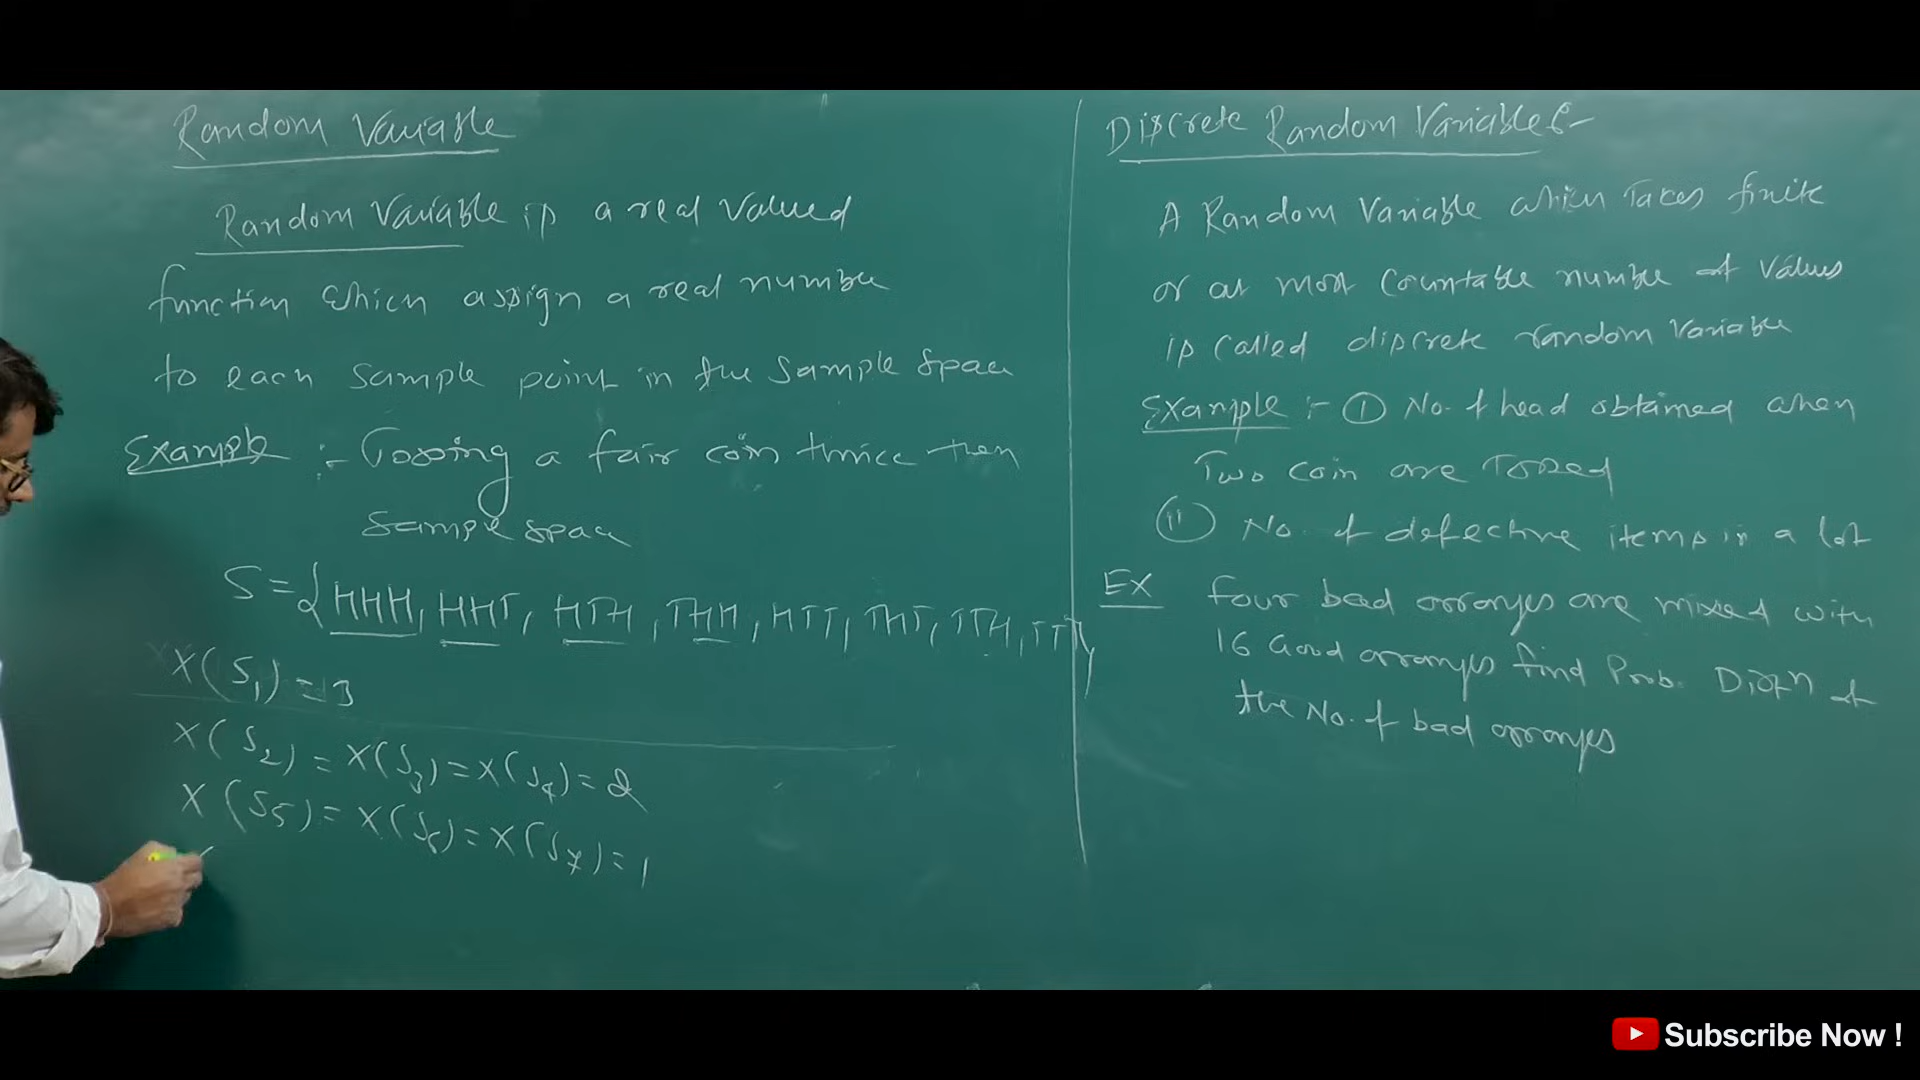 Random Variable
Random Variable is a real valued
function which assign a real number
to each sample point in the sample space
Example :- Tossing a fair coin thrice then
sample space
S = { HHH, HHT, HTH, THH, HTT, THT, TTH, TTT }
X(S1) = 3
X(S2) = X(S3) = X(S4) = 2
X(S5) = X(S6) = X(S7) = 1
Discrete Random Variable :-
A Random Variable which Takes finite
or at most Countable number of Values
is called discrete random Variable
Example :- (i) No. of head obtained when
Two coin are Tossed
(ii) No. of defective items in a lot
EX four bad arranges are mixed with
16 Good arranges find Prob. Distn of
the No. of bad arranges
Subscribe Now !